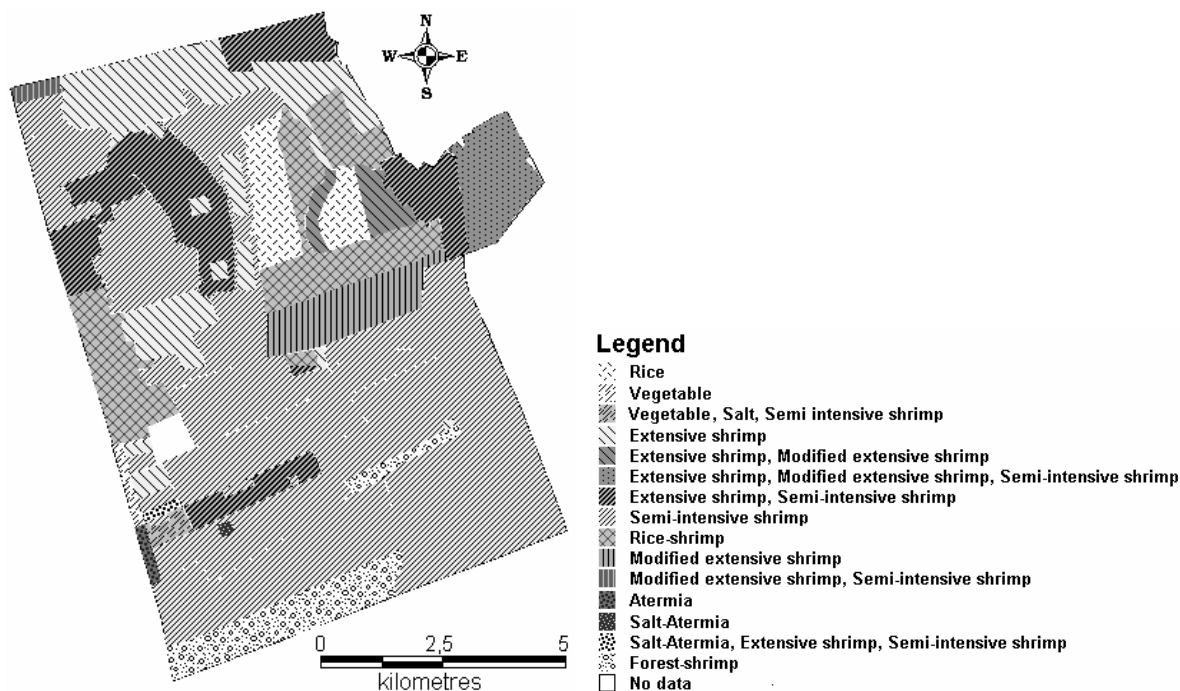 N
W E
S
0 2,5 5
kilometres
Legend
Rice
Vegetable
Vegetable, Salt, Semi intensive shrimp
Extensive shrimp
Extensive shrimp, Modified extensive shrimp
Extensive shrimp, Modified extensive shrimp, Semi-intensive shrimp
Extensive shrimp, Semi-intensive shrimp
Semi-intensive shrimp
Rice-shrimp
Modified extensive shrimp
Modified extensive shrimp, Semi-intensive shrimp
Atermia
Salt-Atermia
Salt-Atermia, Extensive shrimp, Semi-intensive shrimp
Forest-shrimp
No data